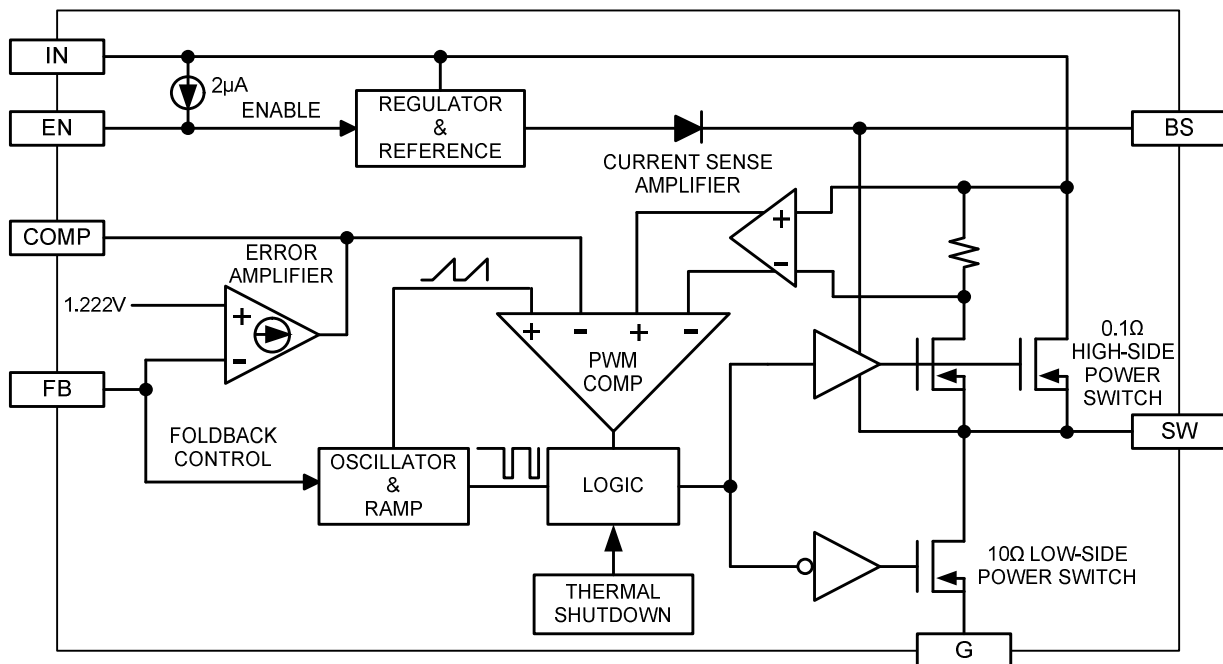 IN
2µA
EN
ENABLE
REGULATOR
&
REFERENCE
BS
CURRENT SENSE
AMPLIFIER
+
-
COMP
ERROR
AMPLIFIER
1.222V
+
-
+
-
+
-
PWM
COMP
0.1Ω
HIGH-SIDE
POWER
SWITCH
FB
SW
FOLDBACK
CONTROL
OSCILLATOR
&
RAMP
LOGIC
10Ω LOW-SIDE
POWER SWITCH
THERMAL
SHUTDOWN
G